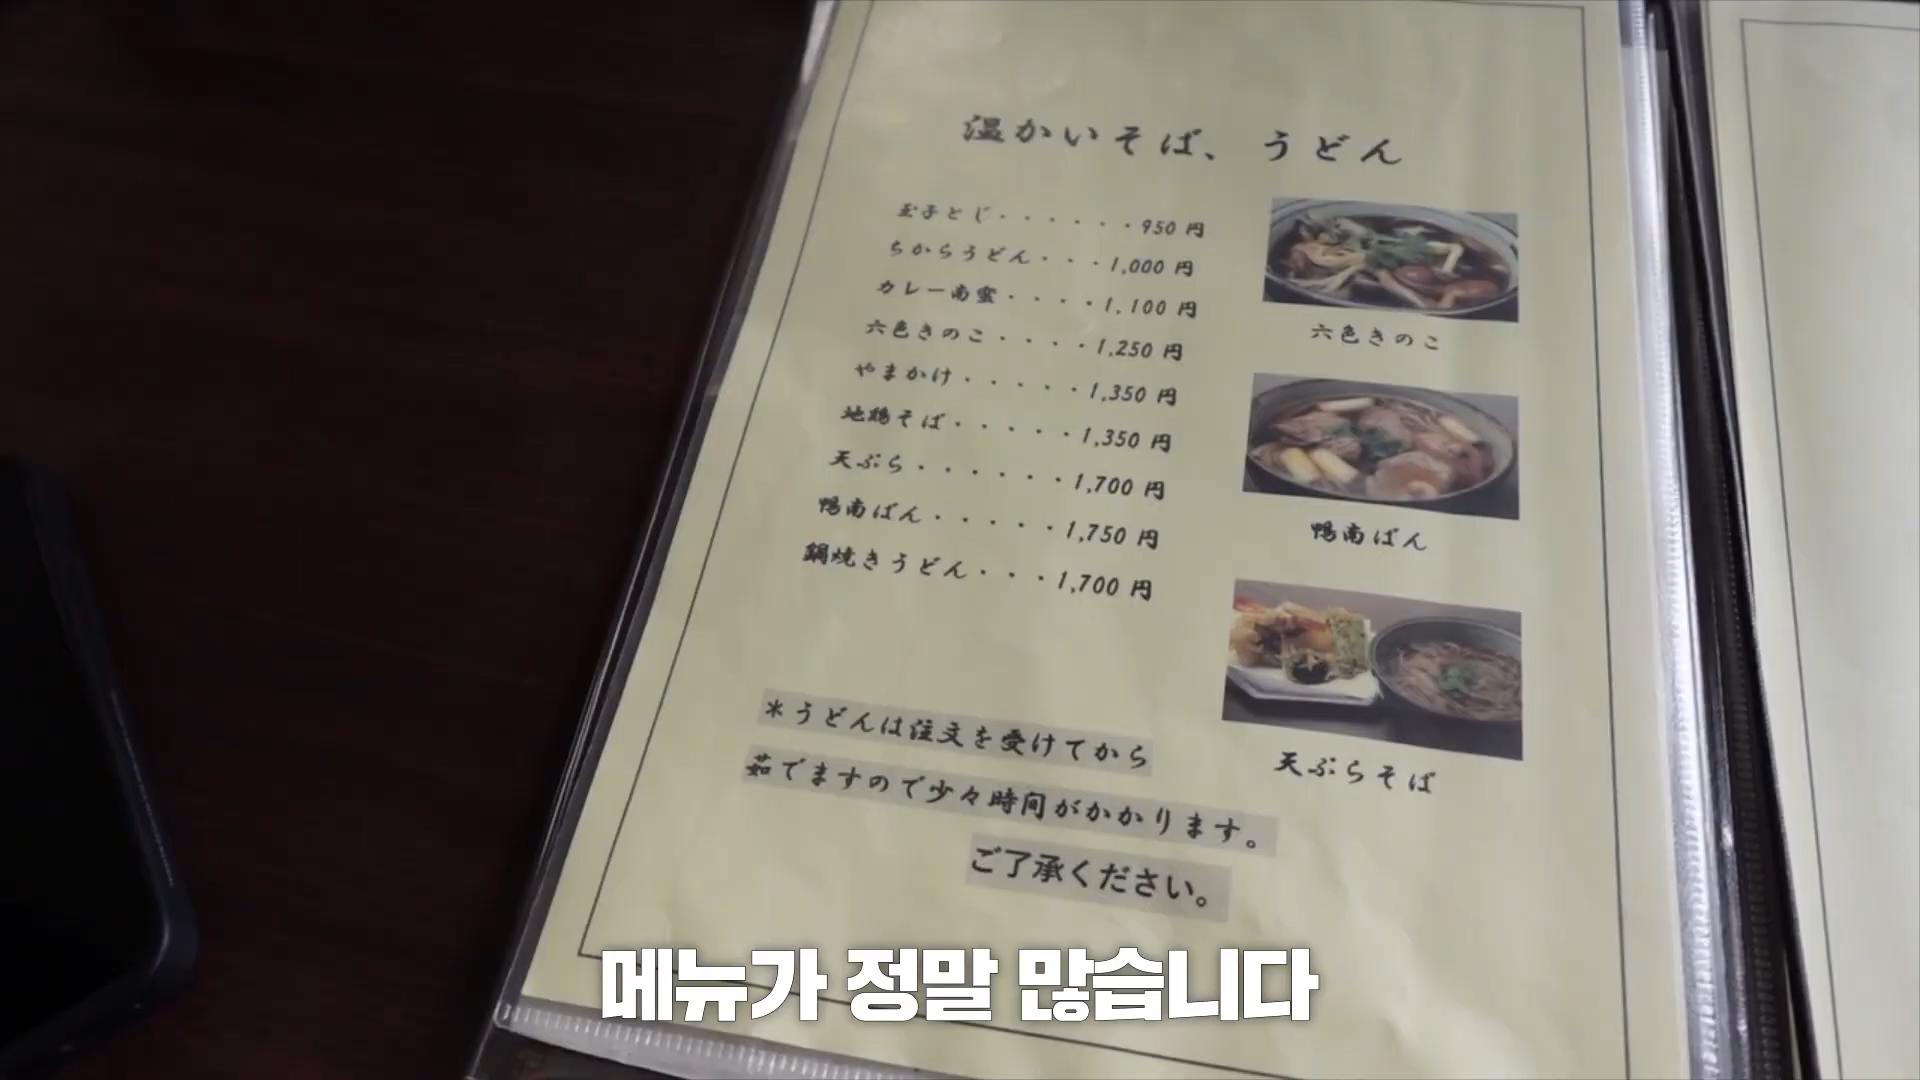 温かいそば、うどん
玉子とじ・・・・・・950円
ちからうどん・・・1,000円
カレー南蛮・・・・1,100円
六色きのこ・・・・1,250円
やまかけ・・・・・1,350円
地鶏そば・・・・・1,350円
天ぷら・・・・・・1,700円
鴨南ばん・・・・・1,750円
鍋焼きうどん・・・1,700円
六色きのこ
鴨南ばん
天ぷらそば
*うどんは注文を受けてから
茹でますので少々時間がかかります。
ご了承ください。
메뉴가 정말 많습니다